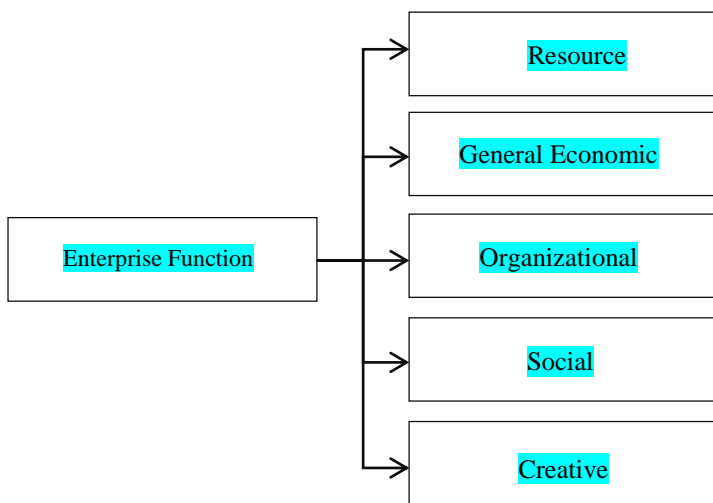 Resource
General Economic
Enterprise Function
Organizational
Social
Creative